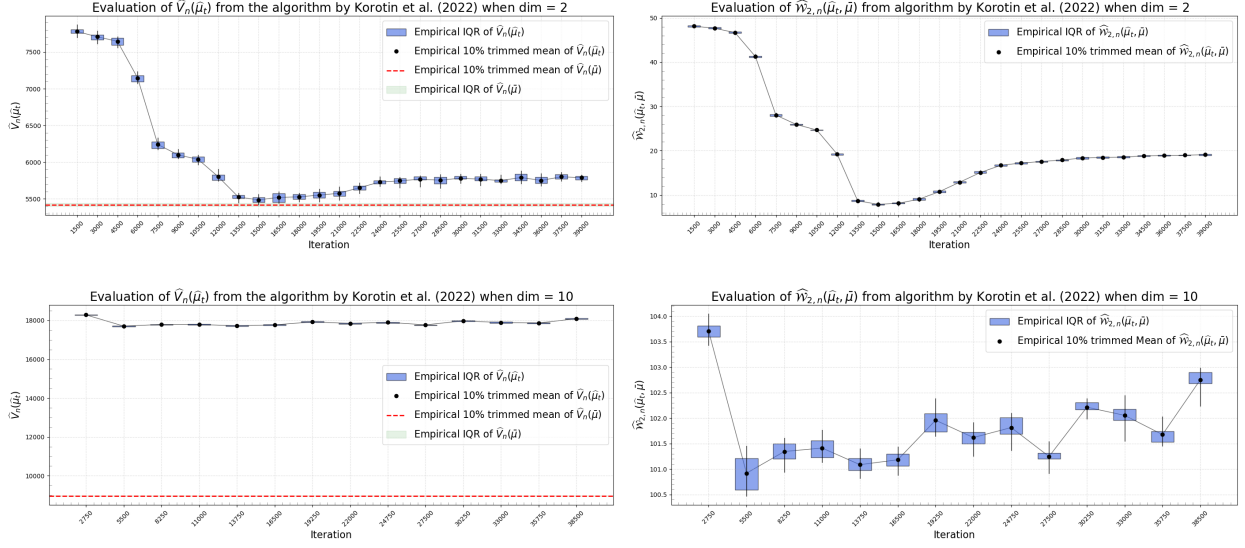 Evaluation of V̂ₙ(μ̂ₜ) from the algorithm by Korotin et al. (2022) when dim = 2
Empirical IQR of V̂ₙ(μ̂ₜ)
Empirical 10% trimmed mean of V̂ₙ(μ̂ₜ)
Empirical 10% trimmed mean of V̂ₙ(μ̄)
Empirical IQR of V̂ₙ(μ̄)
V̂ₙ(μ̂ₜ)
7500
7000
6500
6000
5500
1500 3000 4500 6000 7500 9000 10500 12000 13500 15000 16500 18000 19500 21000 22500 24000 25500 27000 28500 30000 31500 33000 34500 36000 37500 39000
Iteration
Evaluation of 𝒲̂₂,ₙ(μ̂ₜ, μ̄) from algorithm by Korotin et al. (2022) when dim = 2
Empirical IQR of 𝒲̂₂,ₙ(μ̂ₜ, μ̄)
Empirical 10% trimmed mean of 𝒲̂₂,ₙ(μ̂ₜ, μ̄)
𝒲̂₂,ₙ(μ̂ₜ, μ̄)
50
40
30
20
10
1500 3000 4500 6000 7500 9000 10500 12000 13500 15000 16500 18000 19500 21000 22500 24000 25500 27000 28500 30000 31500 33000 34500 36000 37500 39000
Iteration
Evaluation of V̂ₙ(μ̂ₜ) from the algorithm by Korotin et al. (2022) when dim = 10
Empirical IQR of V̂ₙ(μ̂ₜ)
Empirical 10% trimmed mean of V̂ₙ(μ̂ₜ)
Empirical 10% trimmed mean of V̂ₙ(μ̄)
Empirical IQR of V̂ₙ(μ̄)
V̂ₙ(μ̂ₜ)
18000
16000
14000
12000
10000
2750 5500 8250 11000 13750 16500 19250 22000 24750 27500 30250 33000 35750 38500
Iteration
Evaluation of 𝒲̂₂,ₙ(μ̂ₜ, μ̄) from algorithm by Korotin et al. (2022) when dim = 10
Empirical IQR of 𝒲̂₂,ₙ(μ̂ₜ, μ̄)
Empirical 10% trimmed Mean of 𝒲̂₂,ₙ(μ̂ₜ, μ̄)
𝒲̂₂,ₙ(μ̂ₜ, μ̄)
104.0
103.5
103.0
102.5
102.0
101.5
101.0
100.5
2750 5500 8250 11000 13750 16500 19250 22000 24750 27500 30250 33000 35750 38500
Iteration